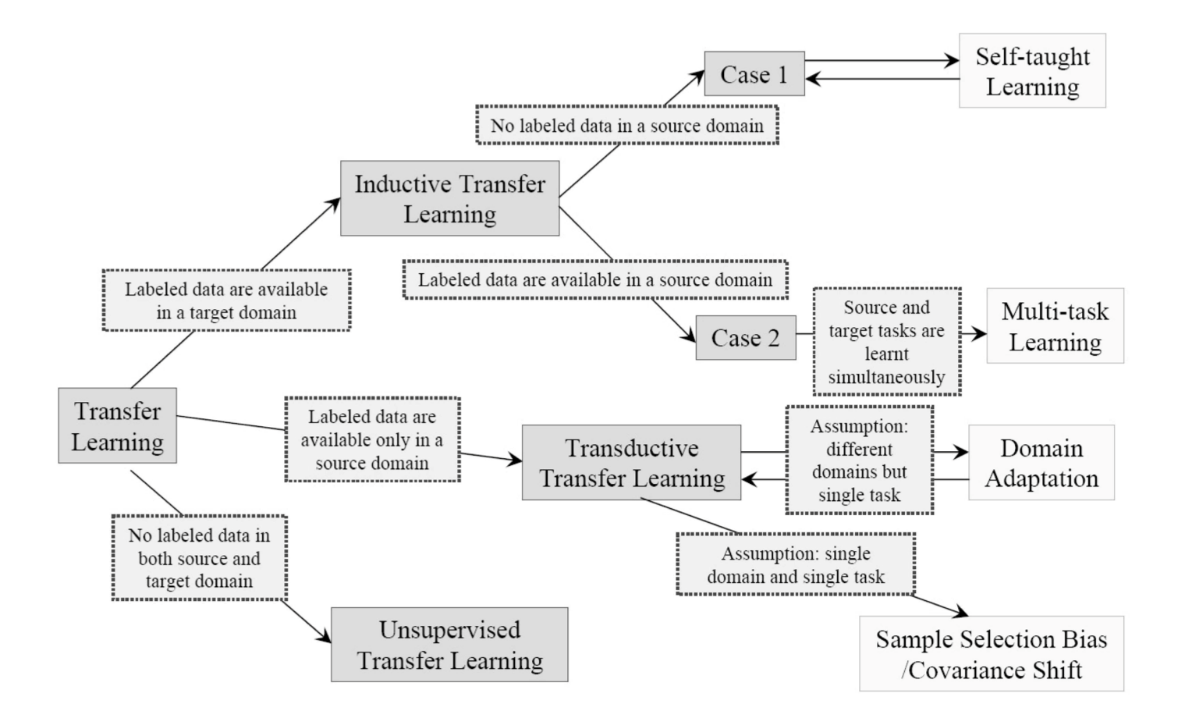 Self-taught
Learning
Case 1
No labeled data in a source domain
Inductive Transfer
Learning
Labeled data are available
in a target domain
Labeled data are available in a source domain
Case 2
Source and
target tasks are
learnt
simultaneously
Multi-task
Learning
Transfer
Learning
Labeled data are
available only in a
source domain
Transductive
Transfer Learning
Assumption:
different
domains but
single task
Domain
Adaptation
No labeled data in
both source and
target domain
Assumption: single
domain and single task
Unsupervised
Transfer Learning
Sample Selection Bias
/Covariance Shift